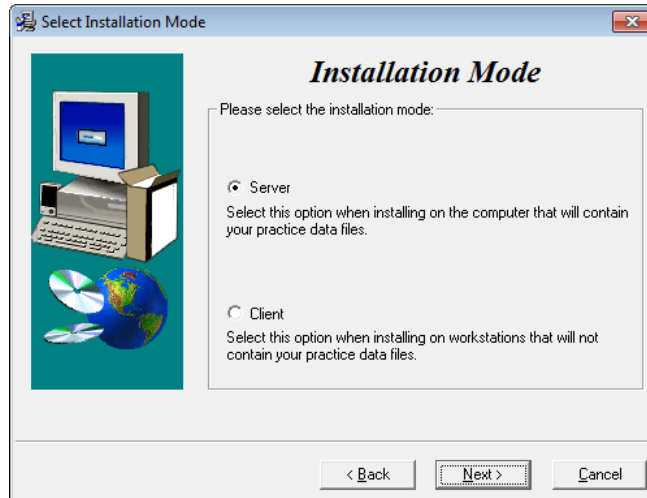 Select Installation Mode
Installation Mode
Please select the installation mode:
Server
Select this option when installing on the computer that will contain
your practice data files.
Client
Select this option when installing on workstations that will not
contain your practice data files.
< Back
Next >
Cancel